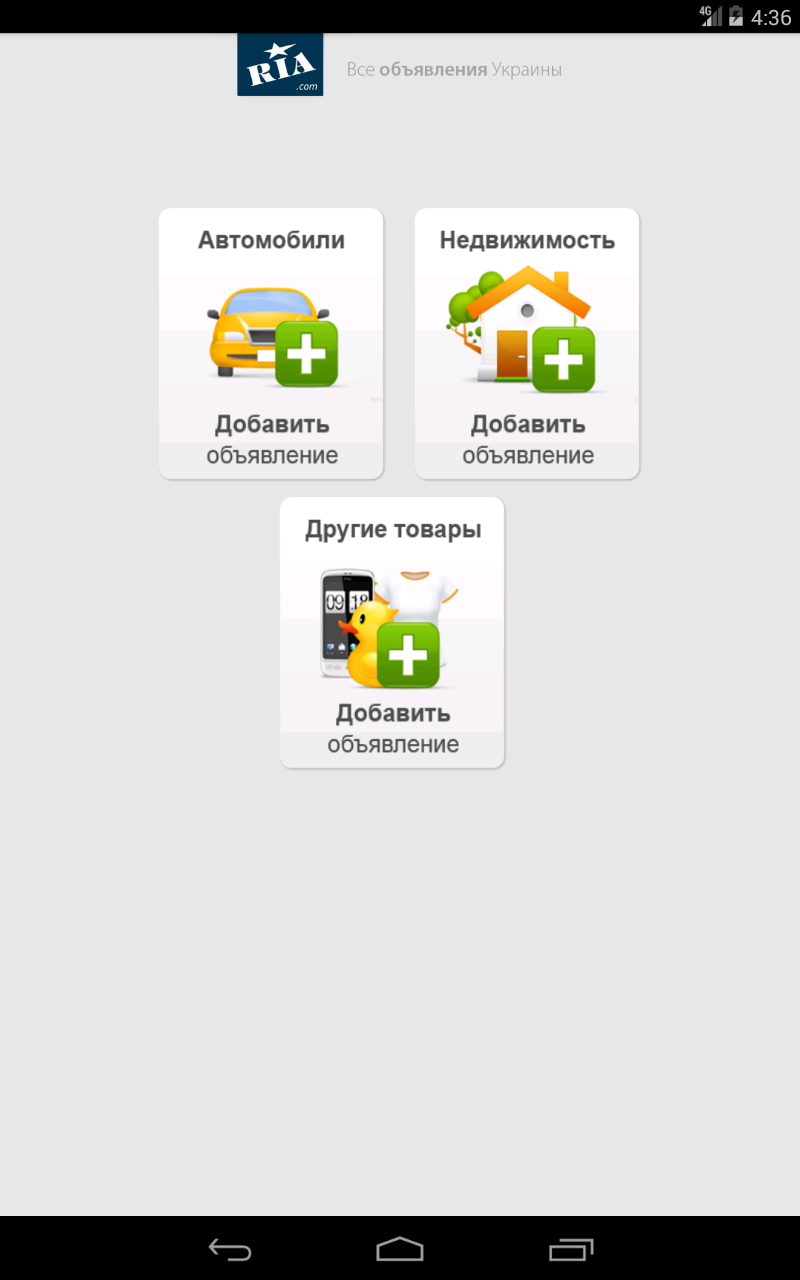 4G
4:36
RIA
.com
Все объявления Украины
Автомобили
Недвижимость
Добавить
объявление
Добавить
объявление
Другие товары
09 18
Добавить
объявление